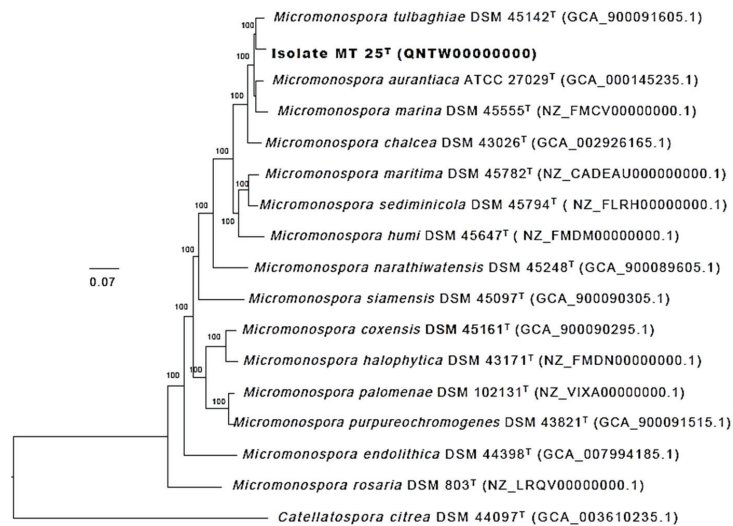 Micromonospora tulbaghiae DSM 45142ᵀ (GCA_900091605.1)
100
Isolate MT 25ᵀ (QNTW00000000)
100
Micromonospora aurantiaca ATCC 27029ᵀ (GCA_000145235.1)
100
Micromonospora marina DSM 45555ᵀ (NZ_FMCV00000000.1)
100
Micromonospora chalcea DSM 43026ᵀ (GCA_002926165.1)
100
Micromonospora maritima DSM 45782ᵀ (NZ_CADEAU000000000.1)
100
Micromonospora sediminicola DSM 45794ᵀ ( NZ_FLRH00000000.1)
100
100
Micromonospora humi DSM 45647ᵀ ( NZ_FMDM00000000.1)
100
Micromonospora narathiwatensis DSM 45248ᵀ (GCA_900089605.1)
0.07
Micromonospora siamensis DSM 45097ᵀ (GCA_900090305.1)
100
Micromonospora coxensis DSM 45161ᵀ (GCA_900090295.1)
100
Micromonospora halophytica DSM 43171ᵀ (NZ_FMDN00000000.1)
100
100
Micromonospora palomenae DSM 102131ᵀ (NZ_VIXA00000000.1)
100
Micromonospora purpureochromogenes DSM 43821ᵀ (GCA_900091515.1)
Micromonospora endolithica DSM 44398ᵀ (GCA_007994185.1)
Micromonospora rosaria DSM 803ᵀ (NZ_LRQV00000000.1)
Catellatospora citrea DSM 44097ᵀ (GCA_003610235.1)